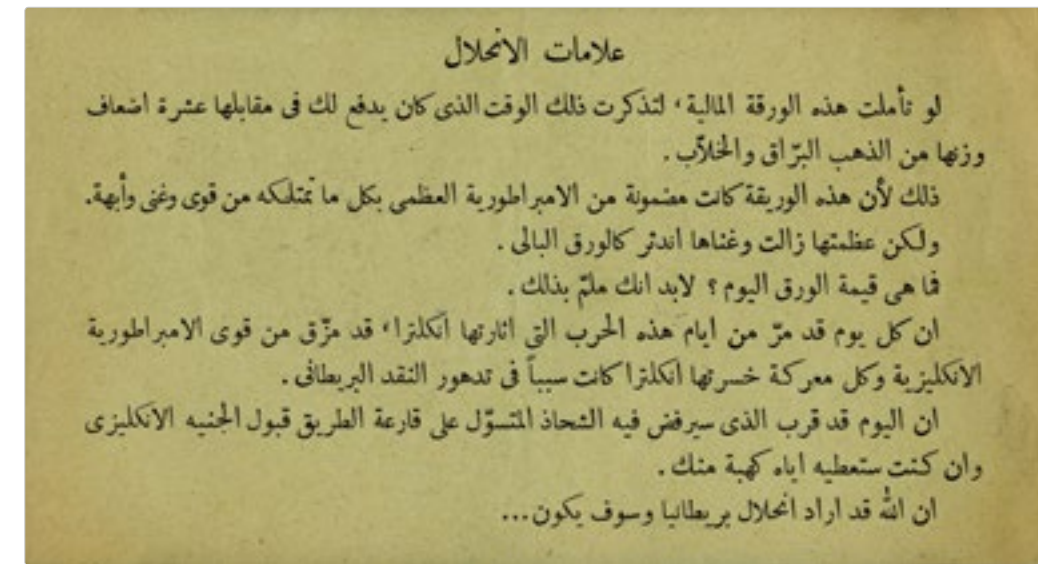 علامات الانحلال
لو تأملت هذه الورقة المالية، لتذكرت ذلك الوقت الذى كان يدفع لك فى مقابلها عشرة اضعاف
وزنها من الذهب البرّاق والخلاّب.
ذلك لأن هذه الوريقة كانت مضمونة من الامبراطورية العظمى بكل ما تمتلكه من قوى وغنى وأبهة.
ولكن عظمتها زالت وغناها اندثر كالورق البالى.
فما هى قيمة الورق اليوم؟ لابد انك ملمّ بذلك.
ان كل يوم قد مرّ من ايام هذه الحرب التى اثارتها انكلترا، قد مزّق من قوى الامبراطورية
الانكليزية وكل معركة خسرتها انكلترا كانت سبباً فى تدهور النقد البريطانى.
ان اليوم قد قرب الذى سيرفض فيه الشحاذ المتسوّل على قارعة الطريق قبول الجنيه الانكليزى
وان كنت ستعطيه اياه كهبة منك.
ان الله قد اراد انحلال بريطانيا وسوف يكون...